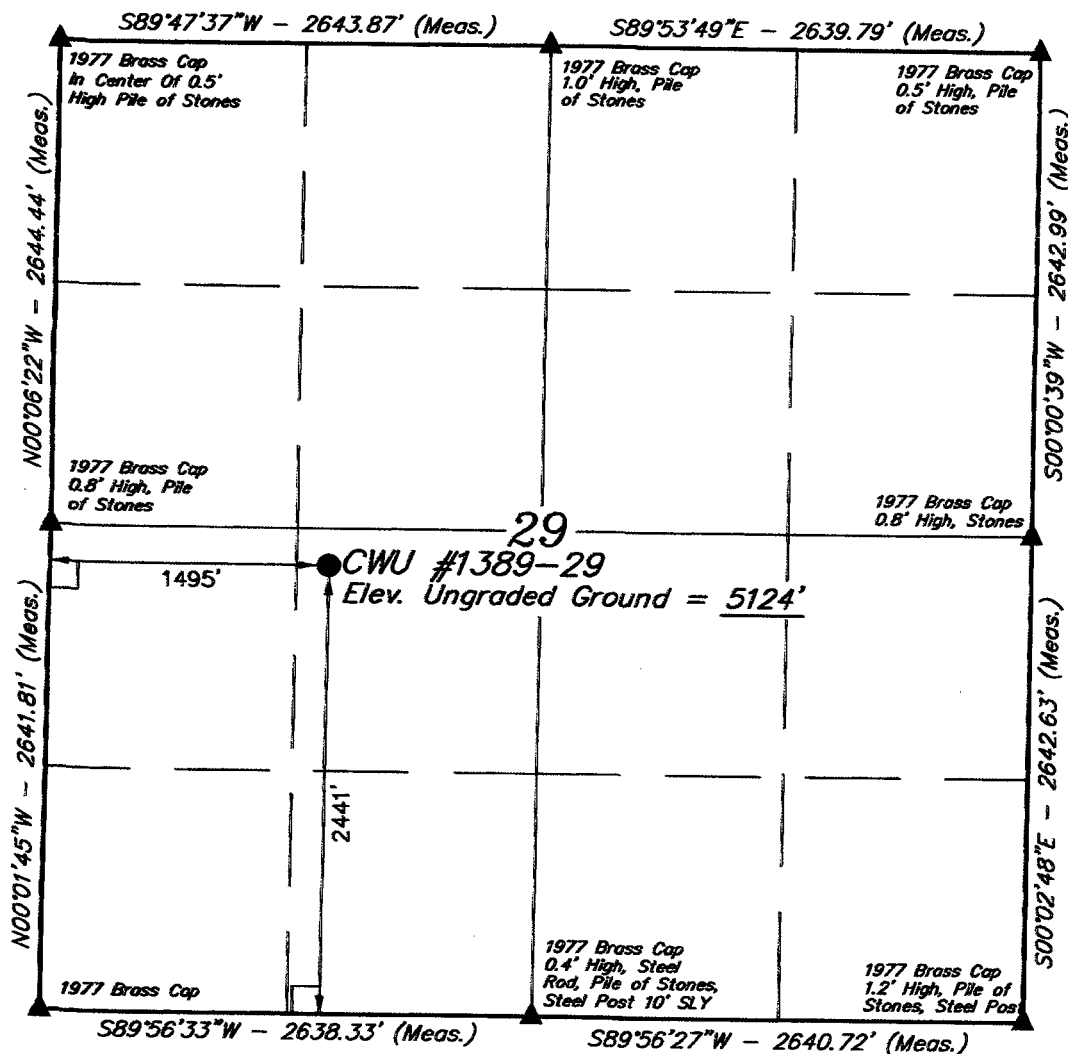 S89°47'37"W - 2643.87' (Meas.)
S89°53'49"E - 2639.79' (Meas.)
1977 Brass Cap
In Center Of 0.5'
High Pile of Stones
1977 Brass Cap
1.0' High, Pile
of Stones
1977 Brass Cap
0.5' High, Pile
of Stones
N00°06'22"W - 2644.44' (Meas.)
S00°00'39"W - 2642.99' (Meas.)
1977 Brass Cap
0.8' High, Pile
of Stones
1977 Brass Cap
0.8' High, Stones
29
CWU #1389-29
Elev. Ungraded Ground = 5124'
1495'
2441'
N00°01'45"W - 2641.81' (Meas.)
S00°02'48"E - 2642.63' (Meas.)
1977 Brass Cap
1977 Brass Cap
0.4' High, Steel
Rod, Pile of Stones,
Steel Post 10' SLY
1977 Brass Cap
1.2' High, Pile of
Stones, Steel Post
S89°56'33"W - 2638.33' (Meas.)
S89°56'27"W - 2640.72' (Meas.)